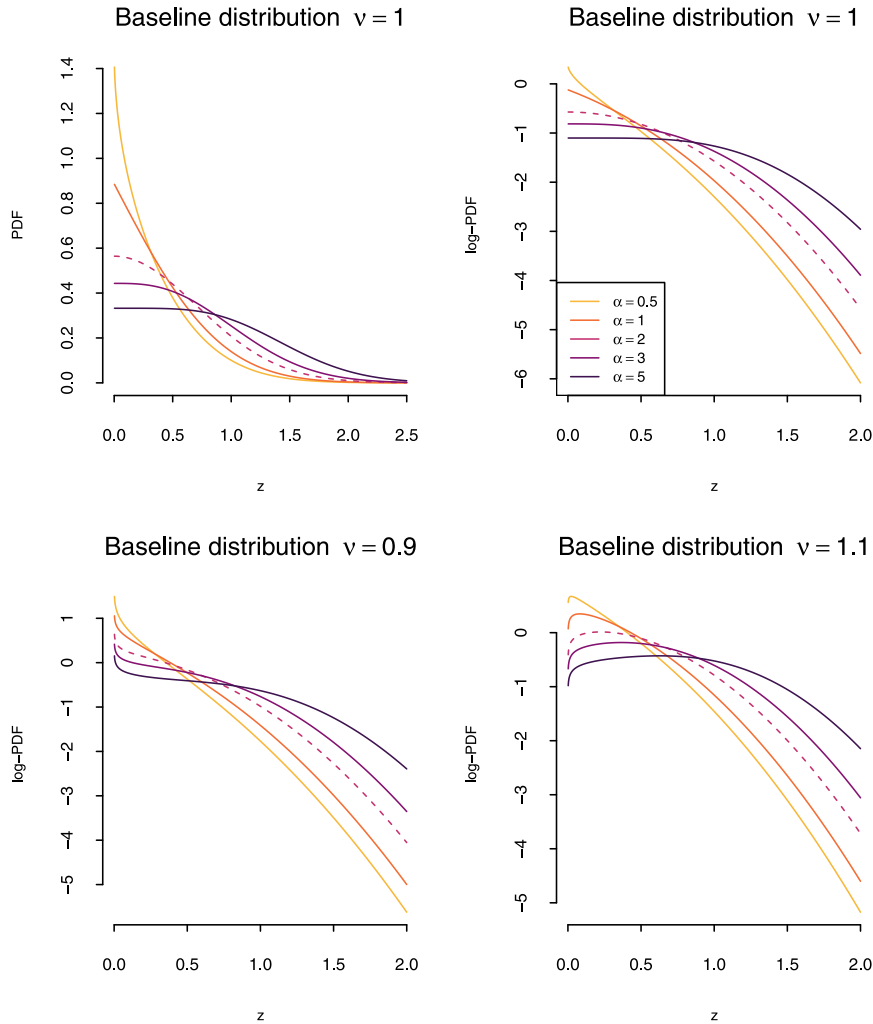 Baseline distribution ν = 1
PDF
1.4
1.2
1.0
0.8
0.6
0.4
0.2
0.0
0.0 0.5 1.0 1.5 2.0 2.5
z
Baseline distribution ν = 1
log−PDF
0
−1
−2
−3
−4
−5
−6
α = 0.5
α = 1
α = 2
α = 3
α = 5
0.0 0.5 1.0 1.5 2.0
z
Baseline distribution ν = 0.9
log−PDF
1
0
−1
−2
−3
−4
−5
0.0 0.5 1.0 1.5 2.0
z
Baseline distribution ν = 1.1
log−PDF
0
−1
−2
−3
−4
−5
0.0 0.5 1.0 1.5 2.0
z